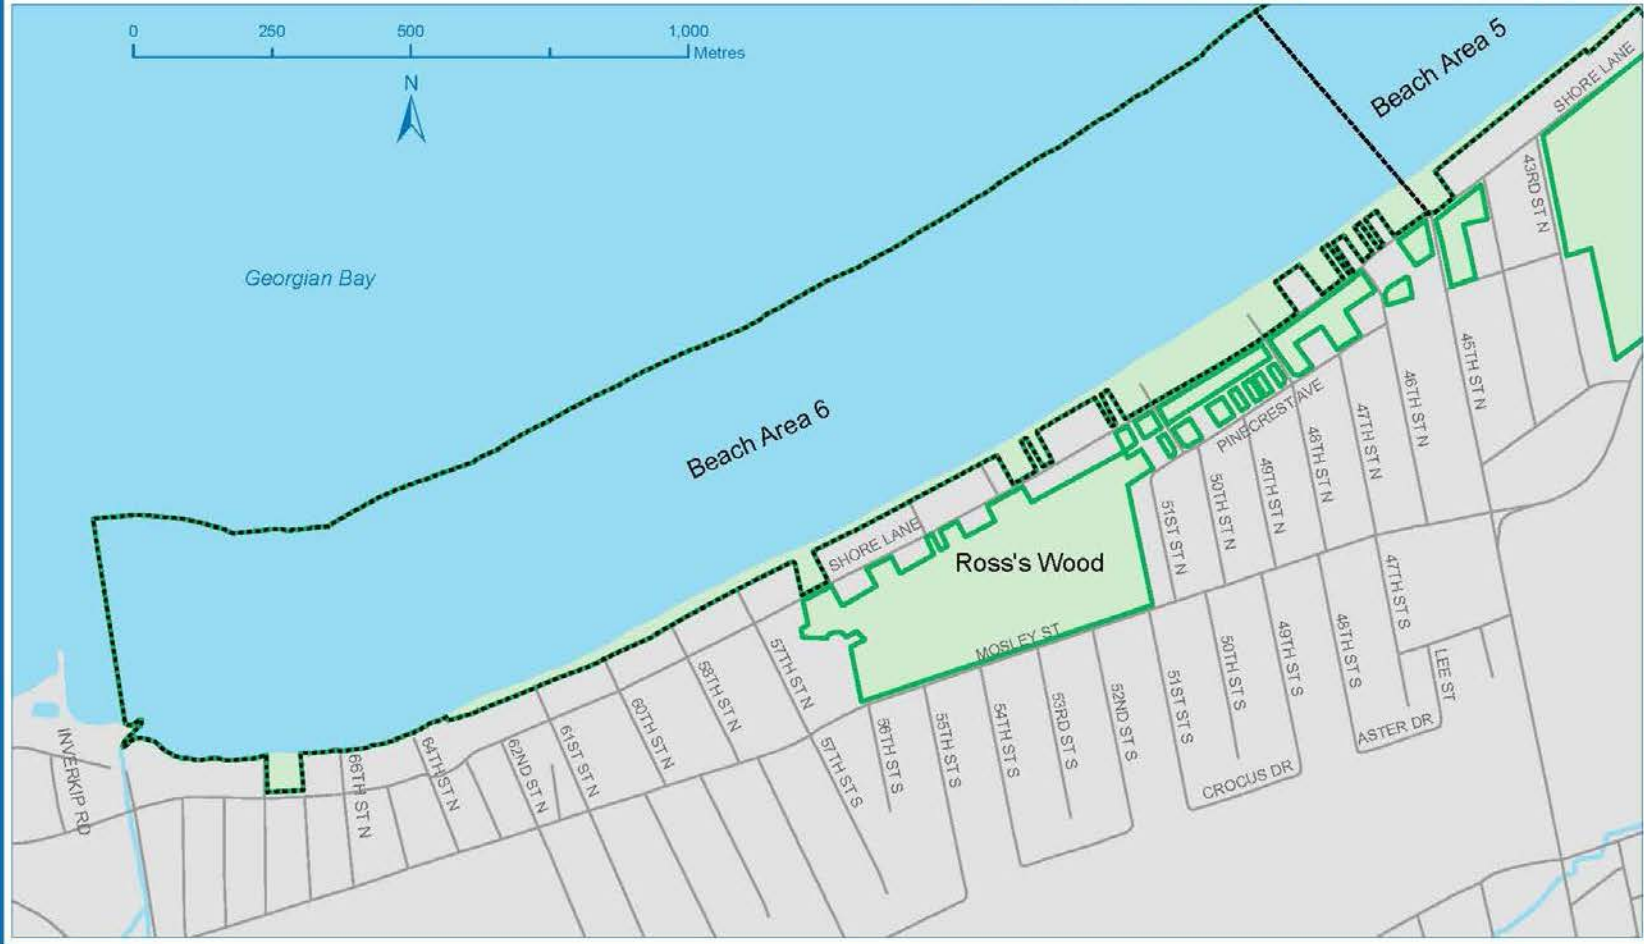 0 250 500 1,000
Metres
N
Georgian Bay
Beach Area 5
Beach Area 6
Ross's Wood
SHORE LANE
43RD ST N
45TH ST N
46TH ST N
47TH ST N
48TH ST N
49TH ST N
50TH ST N
51ST ST N
PINECREST AVE
SHORE LANE
MOSLEY ST
57TH ST N
58TH ST N
60TH ST N
61ST ST N
62ND ST N
64TH ST N
66TH ST N
INVERKIP RD
57TH ST S
56TH ST S
55TH ST S
54TH ST S
53RD ST S
52ND ST S
51ST ST S
50TH ST S
49TH ST S
48TH ST S
47TH ST S
LEE ST
ASTER DR
CROCUS DR